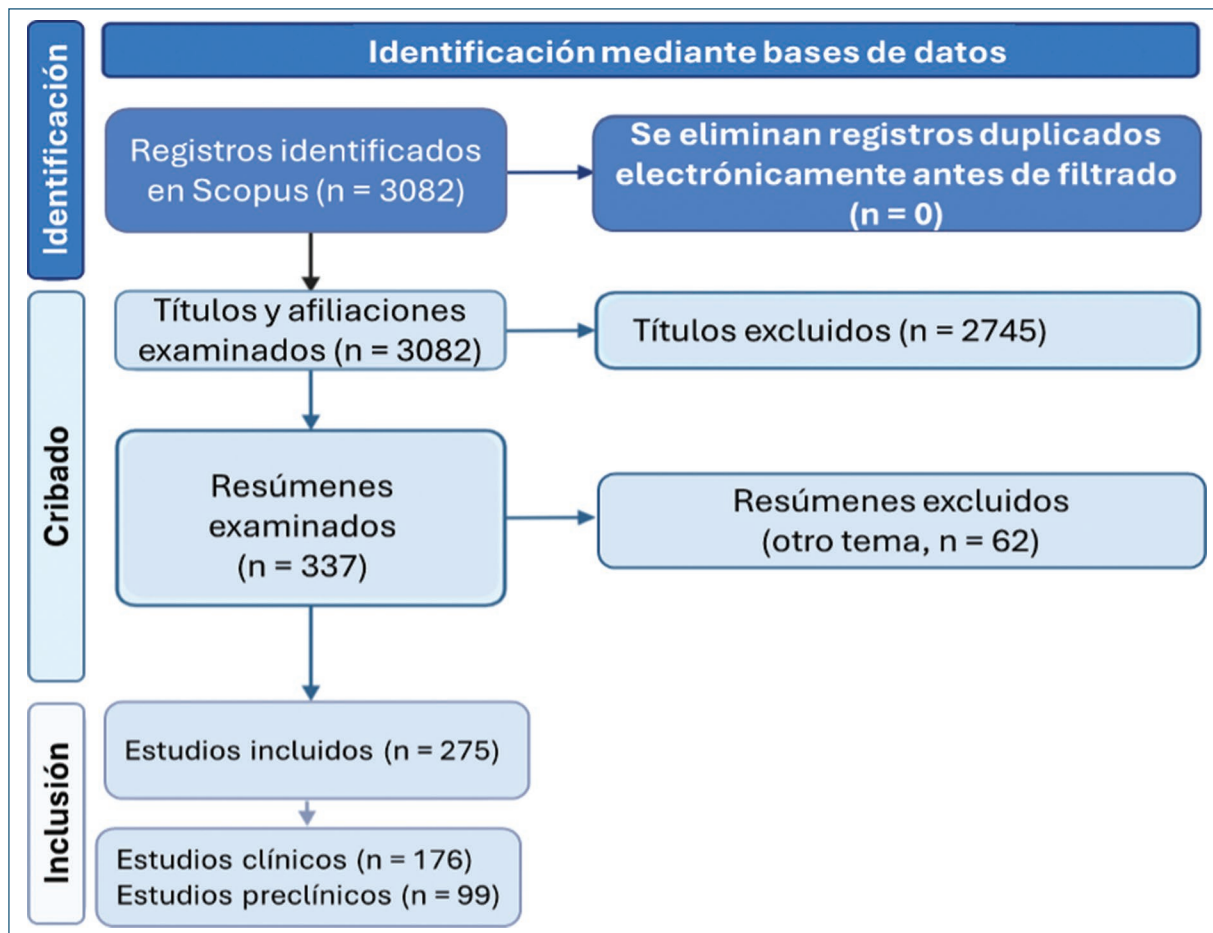 Identificación
Identificación mediante bases de datos
Registros identificados
en Scopus (n = 3082)
Se eliminan registros duplicados
electrónicamente antes de filtrado
(n = 0)
Cribado
Títulos y afiliaciones
examinados (n = 3082)
Títulos excluidos (n = 2745)
Resúmenes
examinados
(n = 337)
Resúmenes excluidos
(otro tema, n = 62)
Inclusión
Estudios incluidos (n = 275)
Estudios clínicos (n = 176)
Estudios preclínicos (n = 99)